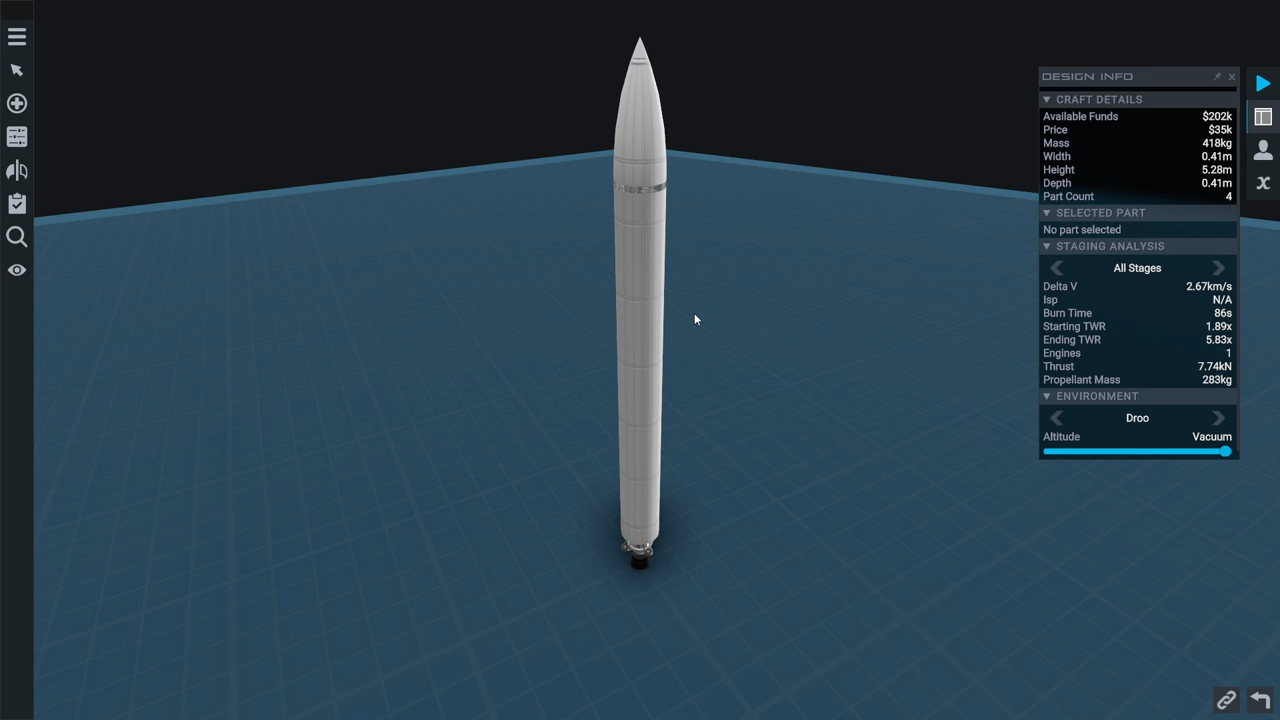 DESIGN INFO
CRAFT DETAILS
Available Funds $202k
Price $35k
Mass 418kg
Width 0.41m
Height 5.28m
Depth 0.41m
Part Count 4
SELECTED PART
No part selected
STAGING ANALYSIS
All Stages
Delta V 2.67km/s
Isp N/A
Burn Time 86s
Starting TWR 1.89x
Ending TWR 5.83x
Engines 1
Thrust 7.74kN
Propellant Mass 283kg
ENVIRONMENT
Droo
Altitude Vacuum